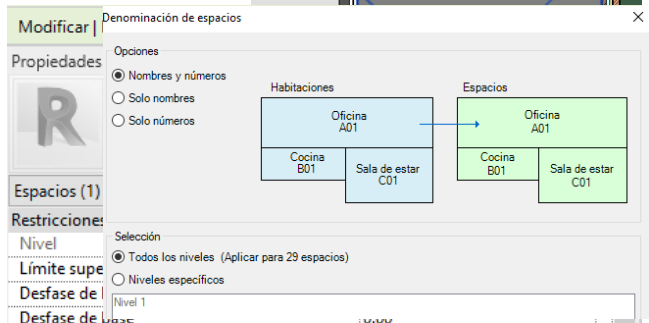 Modificar |
Denominación de espacios
Propiedades
Opciones
Nombres y números
Solo nombres
Solo números
Habitaciones
Oficina
A01
Cocina
B01
Sala de estar
C01
Espacios
Oficina
A01
Cocina
B01
Sala de estar
C01
Espacios (1)
Restricciones
Nivel
Límite supe
Desfase de l
Desfase de base
0.00
Selección
Todos los niveles (Aplicar para 29 espacios)
Niveles específicos
Nivel 1